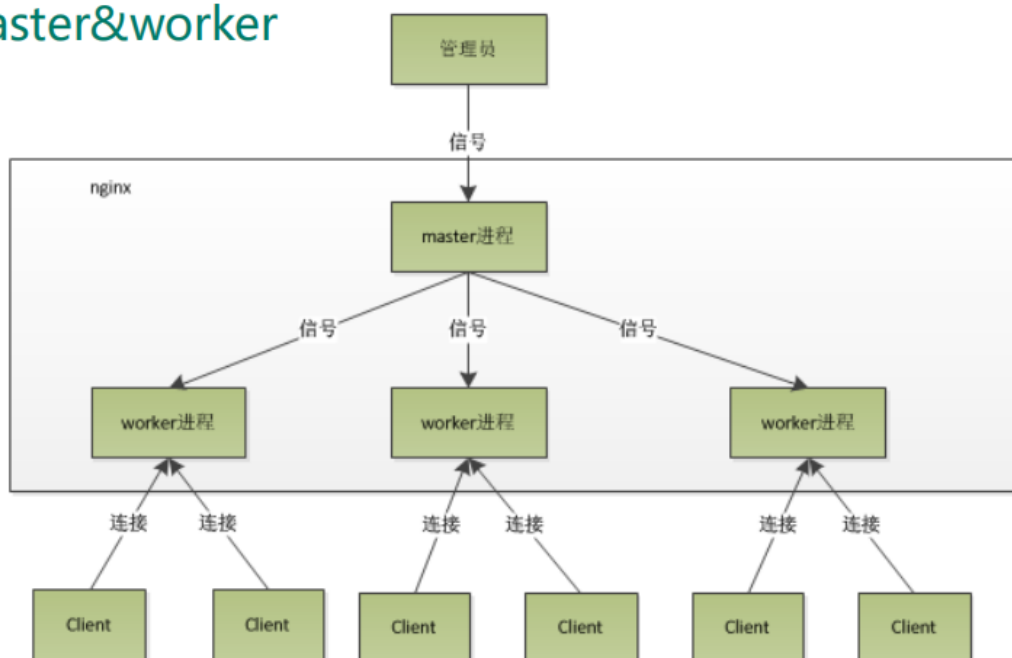 aster&worker
管理员
信号
nginx
master进程
信号
信号
信号
worker进程
worker进程
worker进程
连接
连接
连接
连接
连接
连接
Client
Client
Client
Client
Client
Client